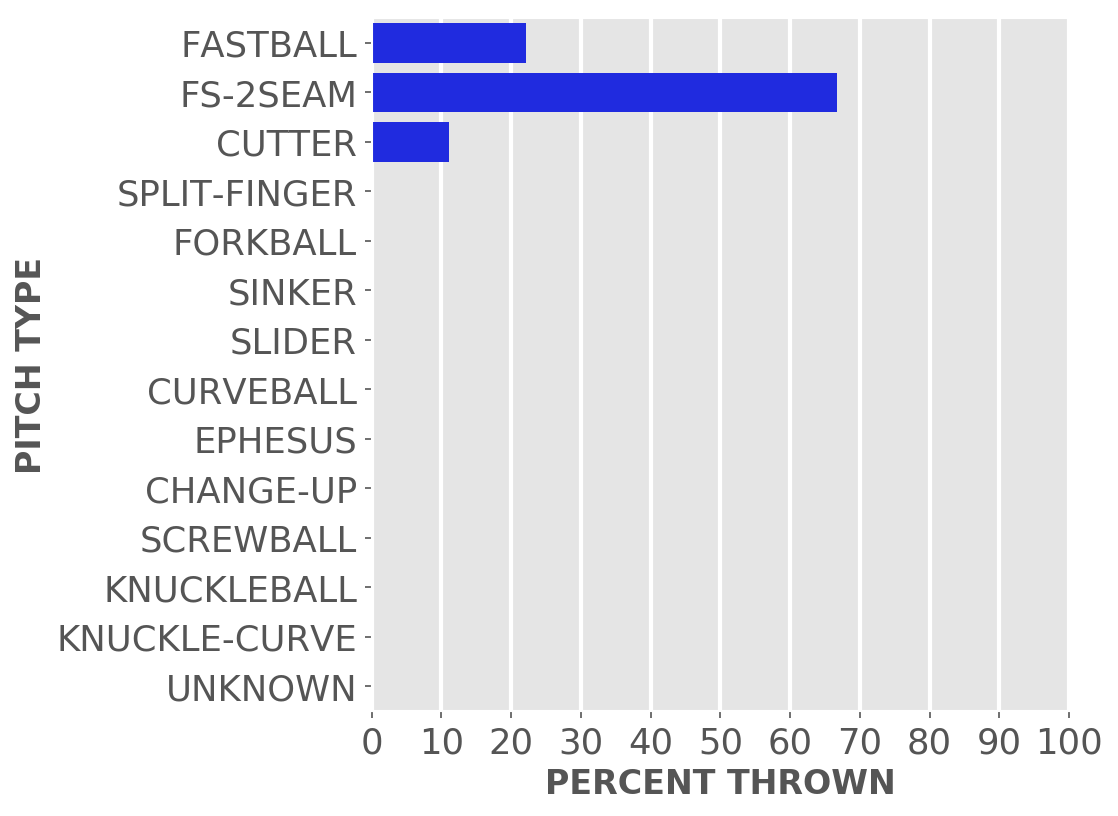 FASTBALL
FS-2SEAM
CUTTER
SPLIT-FINGER
FORKBALL
SINKER
SLIDER
CURVEBALL
EPHESUS
CHANGE-UP
SCREWBALL
KNUCKLEBALL
KNUCKLE-CURVE
UNKNOWN
PITCH TYPE
0 10 20 30 40 50 60 70 80 90 100
PERCENT THROWN